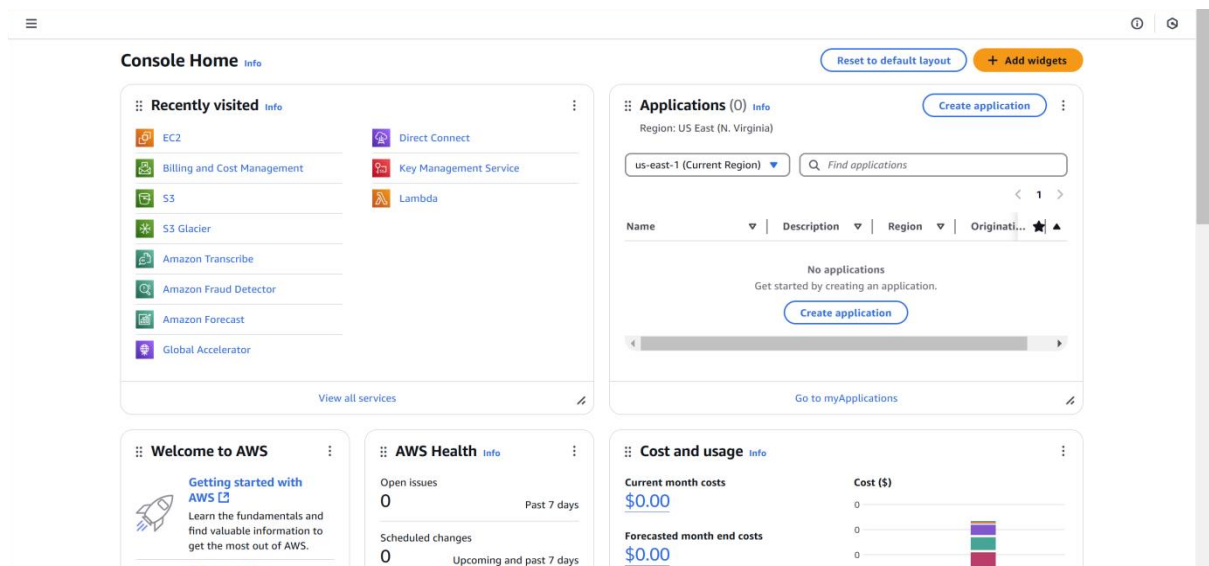 Console Home Info
Reset to default layout
+ Add widgets
Recently visited Info
EC2
Billing and Cost Management
S3
S3 Glacier
Amazon Transcribe
Amazon Fraud Detector
Amazon Forecast
Global Accelerator
Direct Connect
Key Management Service
Lambda
View all services
Applications (0) Info
Create application
Region: US East (N. Virginia)
us-east-1 (Current Region)
Find applications
1
Name
Description
Region
Originati...
No applications
Get started by creating an application.
Create application
Go to myApplications
Welcome to AWS
Getting started with
AWS
Learn the fundamentals and
find valuable information to
get the most out of AWS.
AWS Health Info
Open issues
0
Past 7 days
Scheduled changes
0
Upcoming and past 7 days
Cost and usage Info
Current month costs
$0.00
Forecasted month end costs
$0.00
Cost ($)
0
0
0